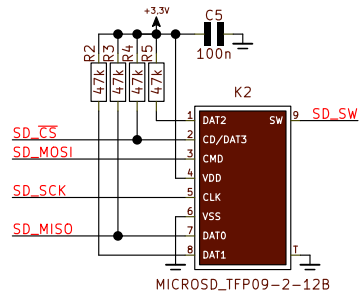 +3,3V
C5
100n
R2
R3
R4
R5
47k
47k
47k
47k
K2
SD_CS
SD_MOSI
SD_SCK
SD_MISO
SD_SW
1 DAT2 SW 9
2 CD/DAT3
3 CMD
4 VDD
5 CLK
6 VSS
7 DAT0
8 DAT1 T
MICROSD_TFP09-2-12B